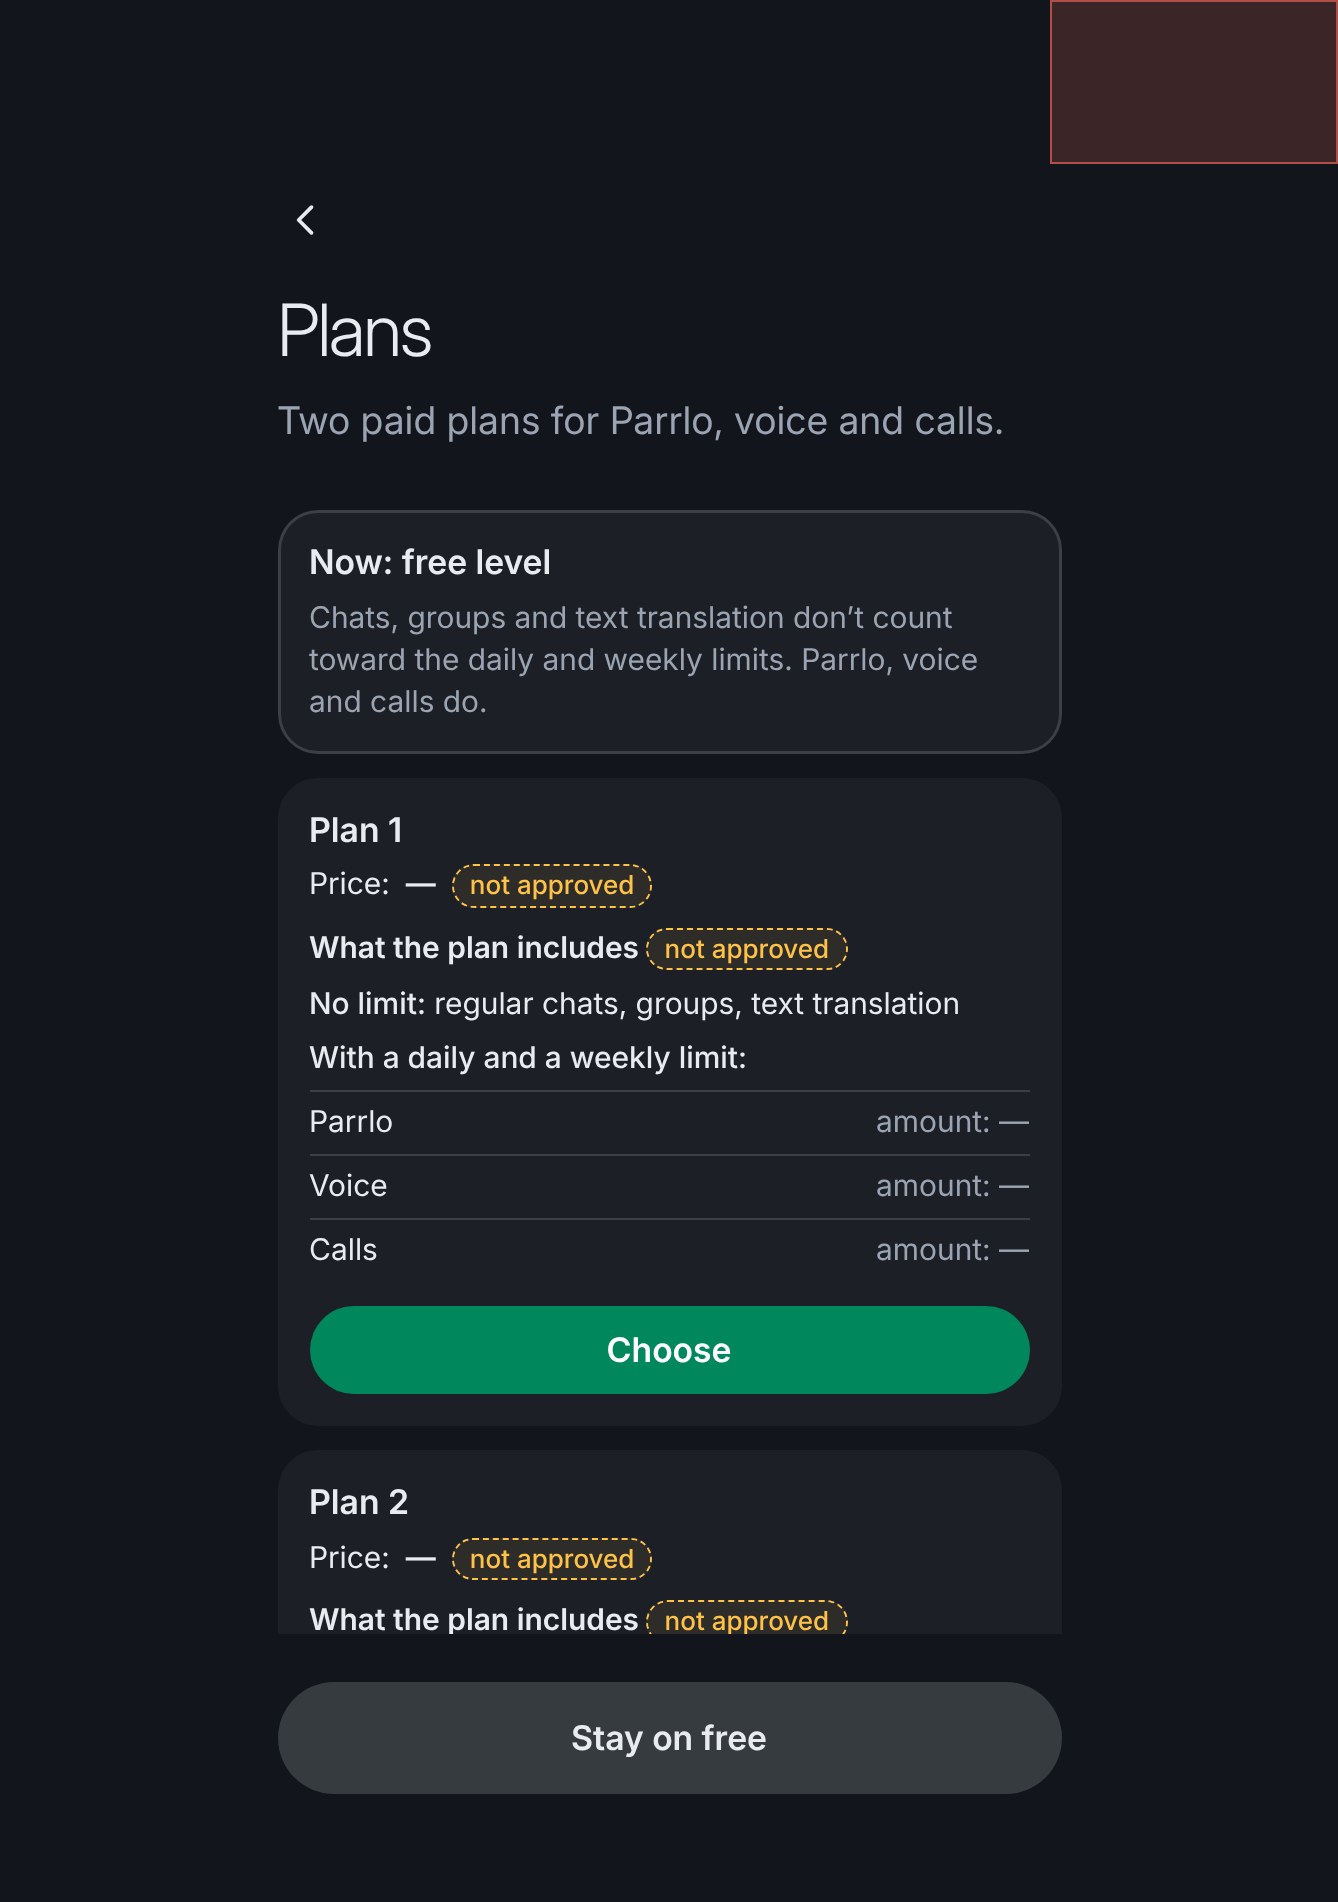 Plans
Two paid plans for Parrlo, voice and calls.
Now: free level
Chats, groups and text translation don’t count
toward the daily and weekly limits. Parrlo, voice
and calls do.
Plan 1
Price: — not approved
What the plan includes not approved
No limit: regular chats, groups, text translation
With a daily and a weekly limit:
Parrlo amount: —
Voice amount: —
Calls amount: —
Choose
Plan 2
Price: — not approved
What the plan includes not approved
Stay on free